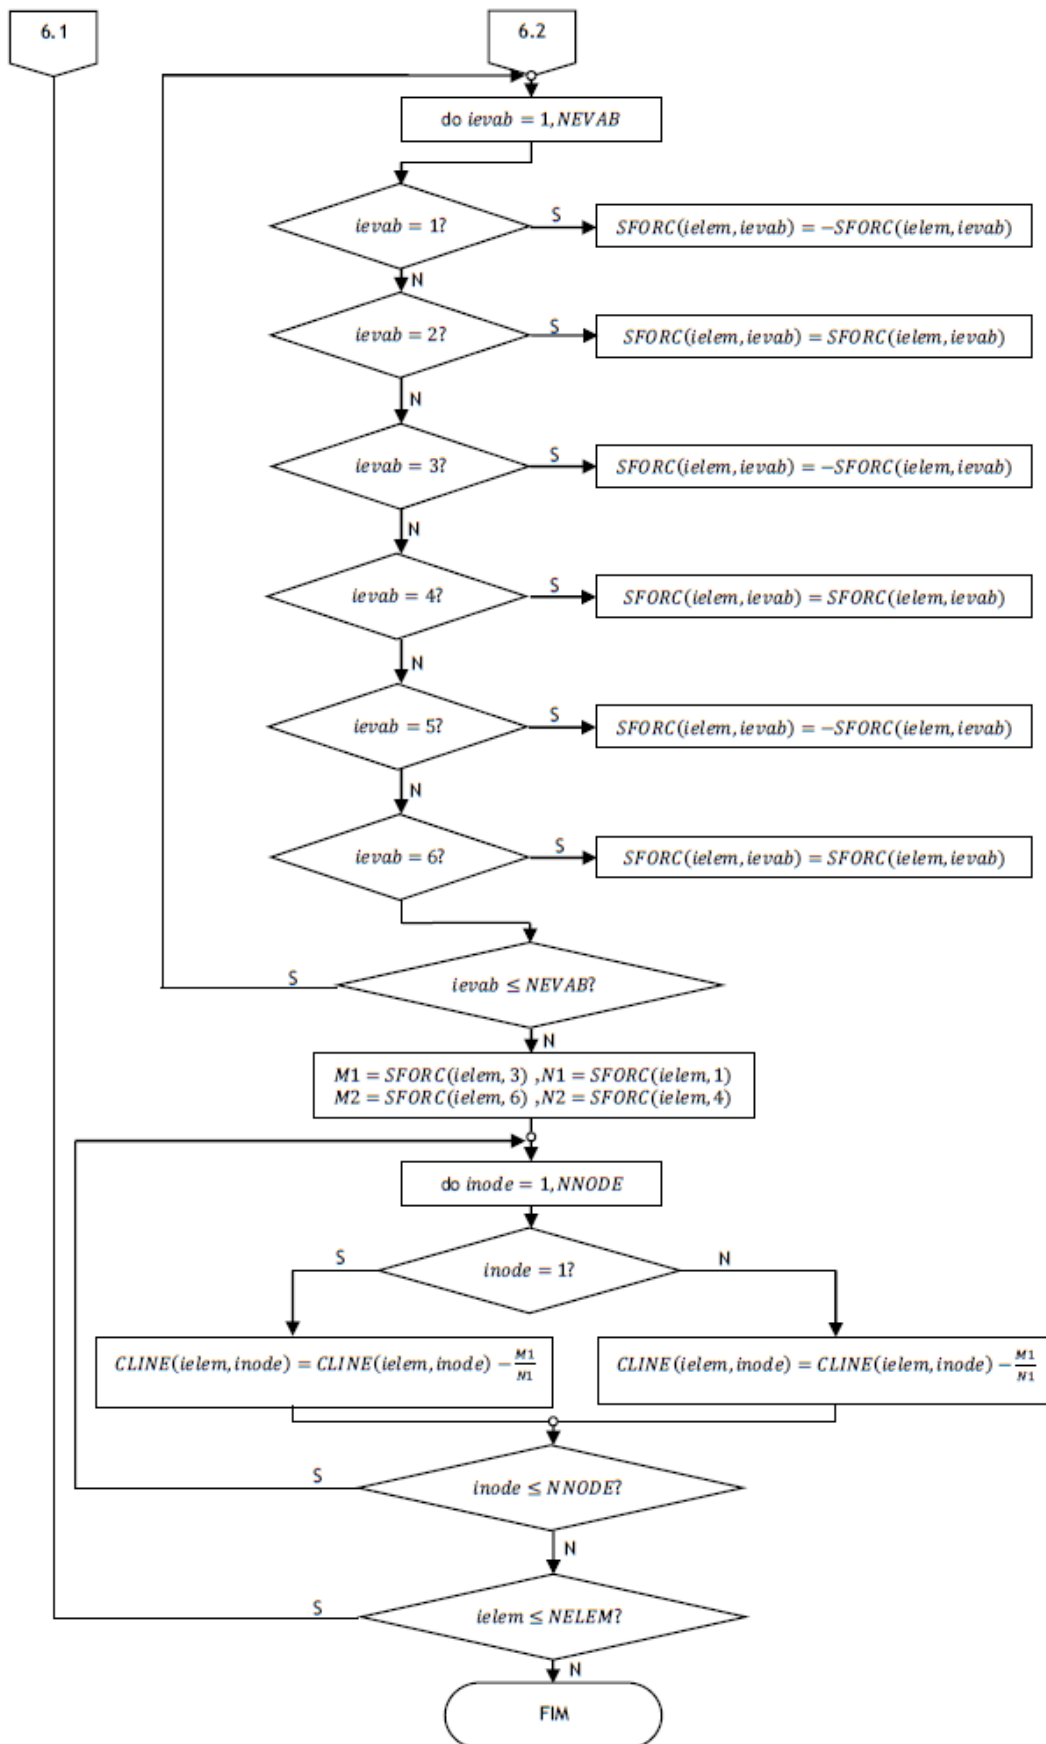 6.1
6.2
do ievab = 1, NEVAB
ievab = 1?
S
SFORC(ielem, ievab) = −SFORC(ielem, ievab)
N
ievab = 2?
S
SFORC(ielem, ievab) = SFORC(ielem, ievab)
N
ievab = 3?
S
SFORC(ielem, ievab) = −SFORC(ielem, ievab)
N
ievab = 4?
S
SFORC(ielem, ievab) = SFORC(ielem, ievab)
N
ievab = 5?
S
SFORC(ielem, ievab) = −SFORC(ielem, ievab)
N
ievab = 6?
S
SFORC(ielem, ievab) = SFORC(ielem, ievab)
S
ievab ≤ NEVAB?
N
M1 = SFORC(ielem, 3) ,N1 = SFORC(ielem, 1)
M2 = SFORC(ielem, 6) ,N2 = SFORC(ielem, 4)
do inode = 1, NNODE
S
inode = 1?
N
CLINE(ielem, inode) = CLINE(ielem, inode) − M1/N1
CLINE(ielem, inode) = CLINE(ielem, inode) − M1/N1
S
inode ≤ NNODE?
N
S
ielem ≤ NELEM?
N
FIM